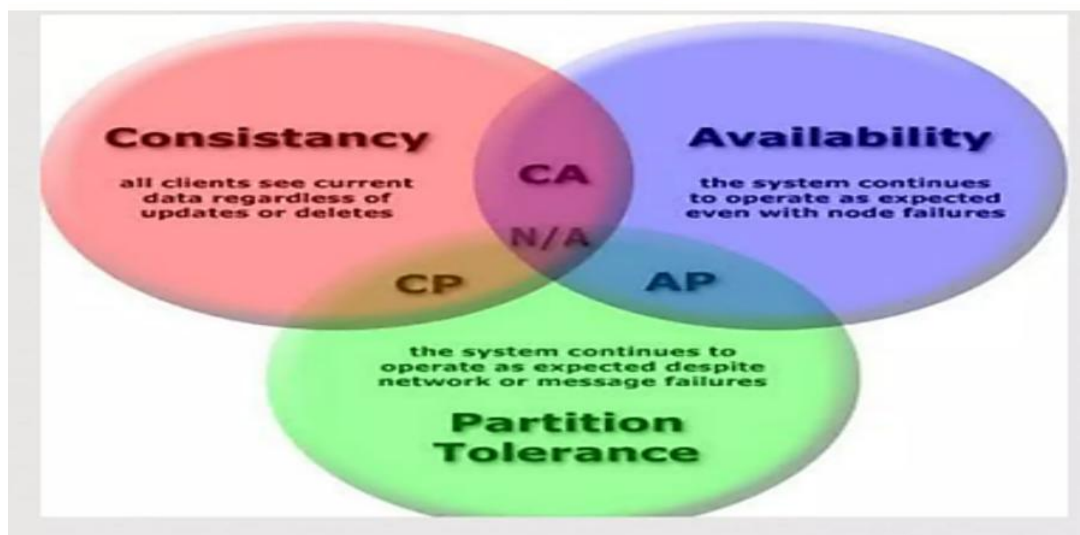 Consistancy
all clients see current
data regardless of
updates or deletes
Availability
the system continues
to operate as expected
even with node failures
CA
N/A
CP
AP
the system continues to
operate as expected despite
network or message failures
Partition
Tolerance